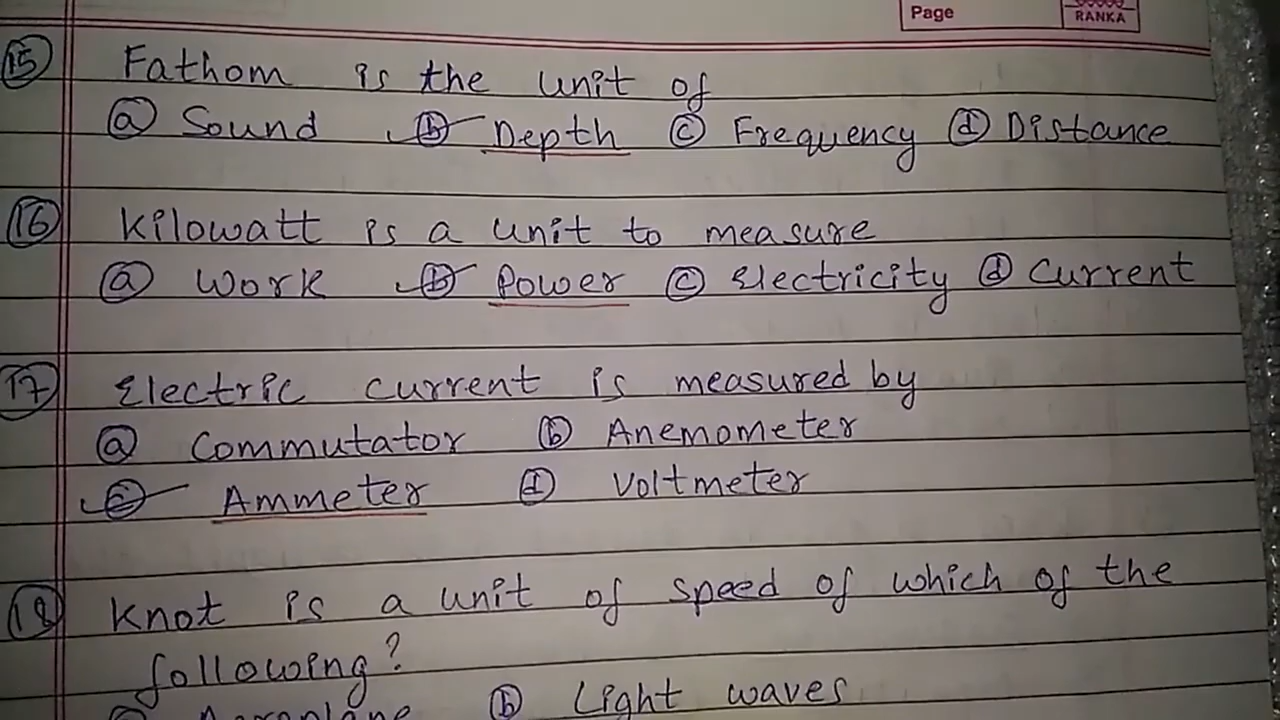 Page
RANKA
15 Fathom is the unit of
a Sound b Depth c Frequency d Distance
16 Kilowatt is a unit to measure
a Work b Power c Electricity d Current
17 Electric current is measured by
a Commutator b Anemometer
c Ammeter d Voltmeter
18 Knot is a unit of speed of which of the
following?
a Aeroplane b Light waves